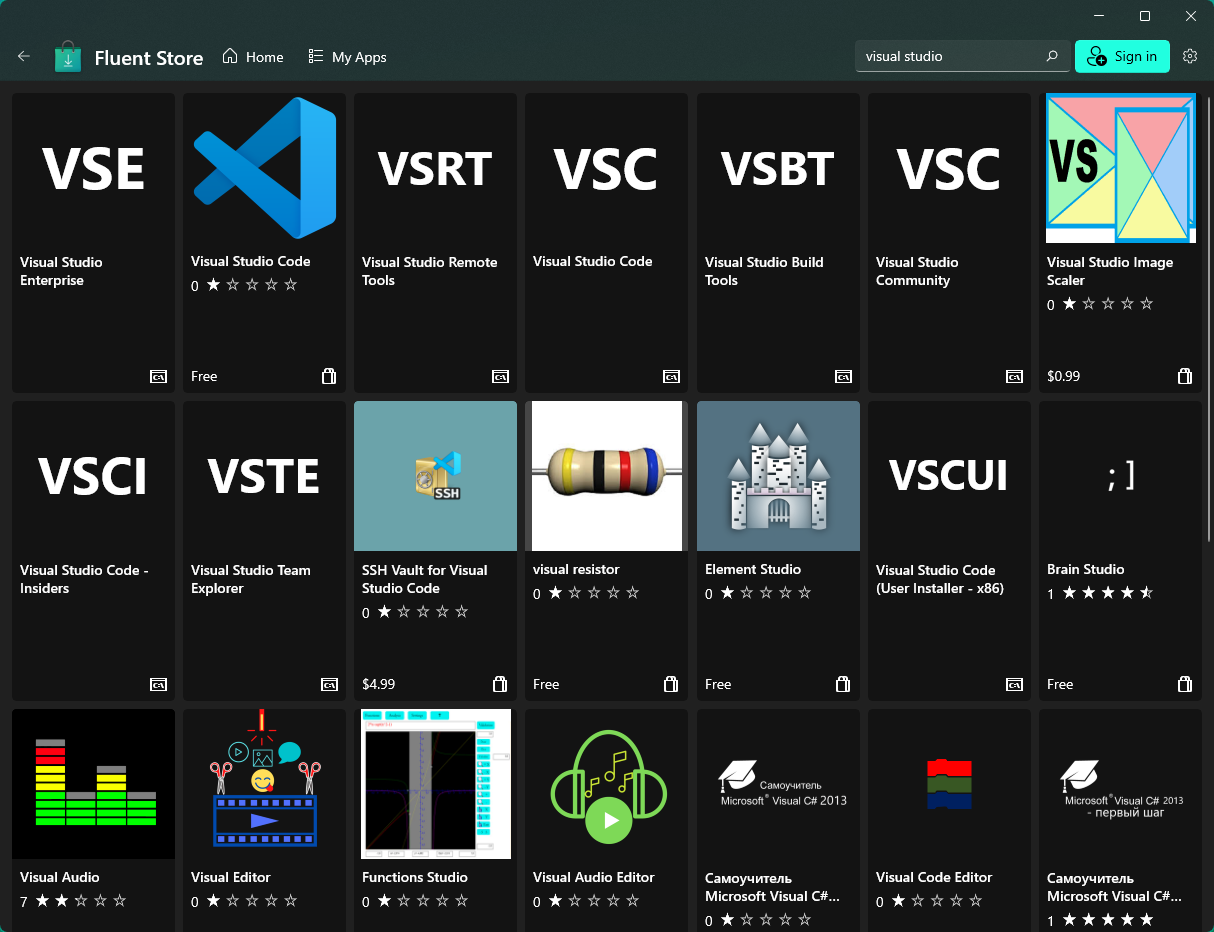 Fluent Store
Home
My Apps
visual studio
Sign in
VSE
Visual Studio
Enterprise
Visual Studio Code
0
Free
VSRT
Visual Studio Remote
Tools
VSC
Visual Studio Code
VSBT
Visual Studio Build
Tools
VSC
Visual Studio
Community
VS
Visual Studio Image
Scaler
0
$0.99
VSCI
Visual Studio Code -
Insiders
VSTE
Visual Studio Team
Explorer
SSH
SSH Vault for Visual
Studio Code
0
$4.99
visual resistor
0
Free
Element Studio
0
Free
VSCUI
Visual Studio Code
(User Installer - x86)
;]
Brain Studio
1
Free
Visual Audio
7
Visual Editor
0
Functions Studio
0
Visual Audio Editor
0
Самоучитель
Microsoft® Visual C# 2013
Самоучитель
Microsoft Visual C#...
0
Visual Code Editor
0
Microsoft® Visual C# 2013
- первый шаг
Самоучитель
Microsoft Visual C#...
1